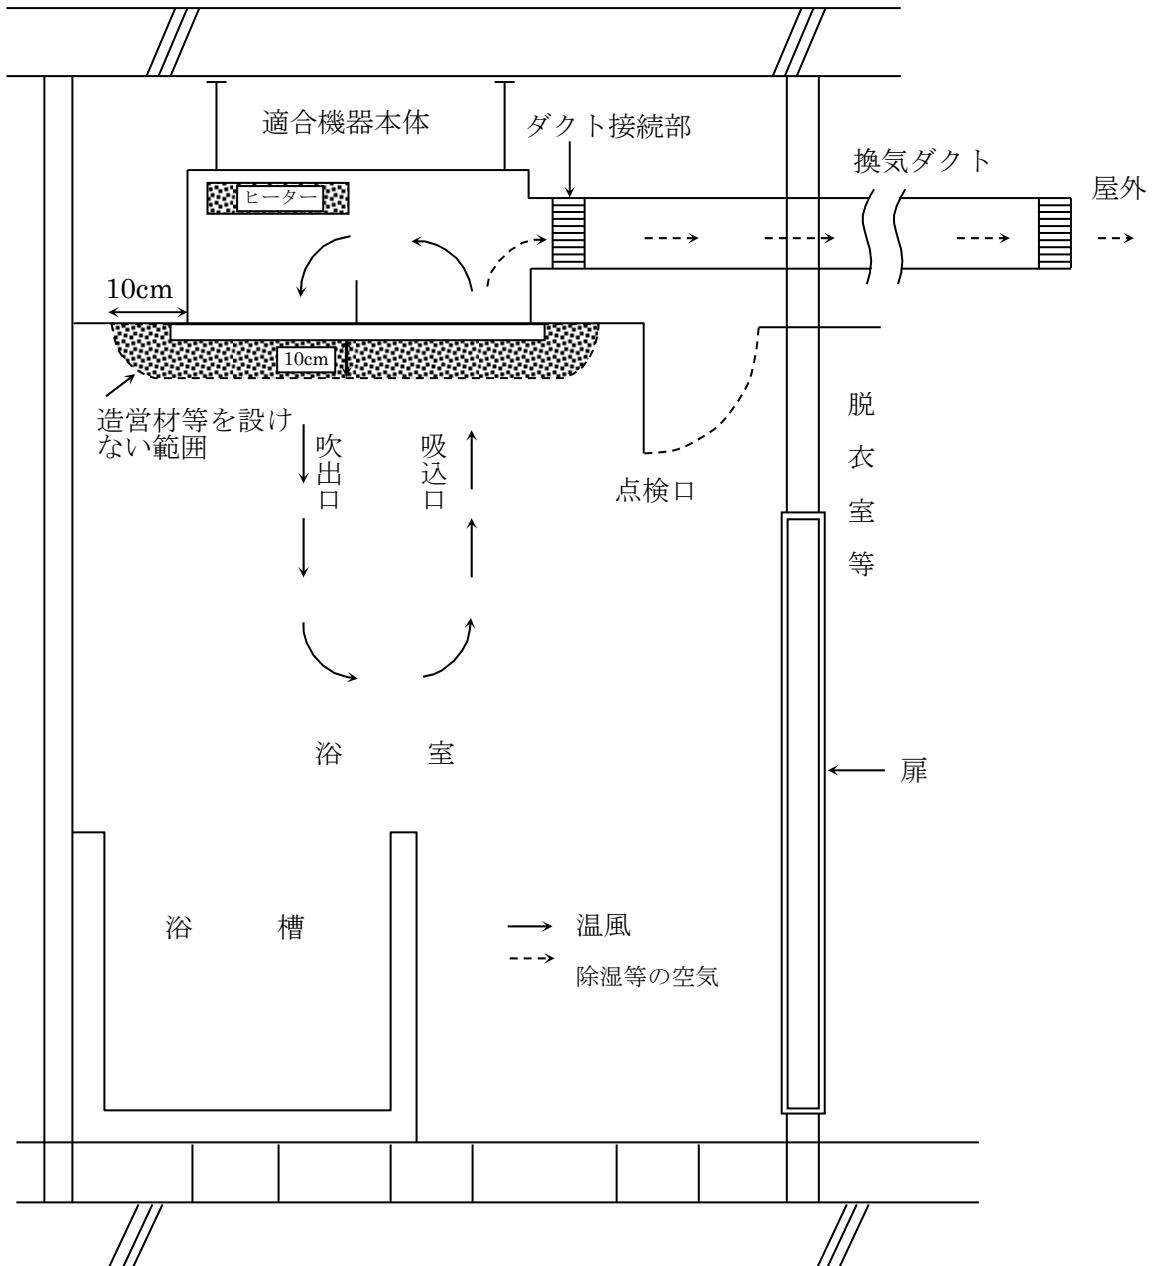 適合機器本体
ダクト接続部
換気ダクト
屋外
ヒーター
10cm
10cm
造営材等を設け
ない範囲
吹出口
吸込口
点検口
脱衣室等
浴室
扉
浴槽
温風
除湿等の空気